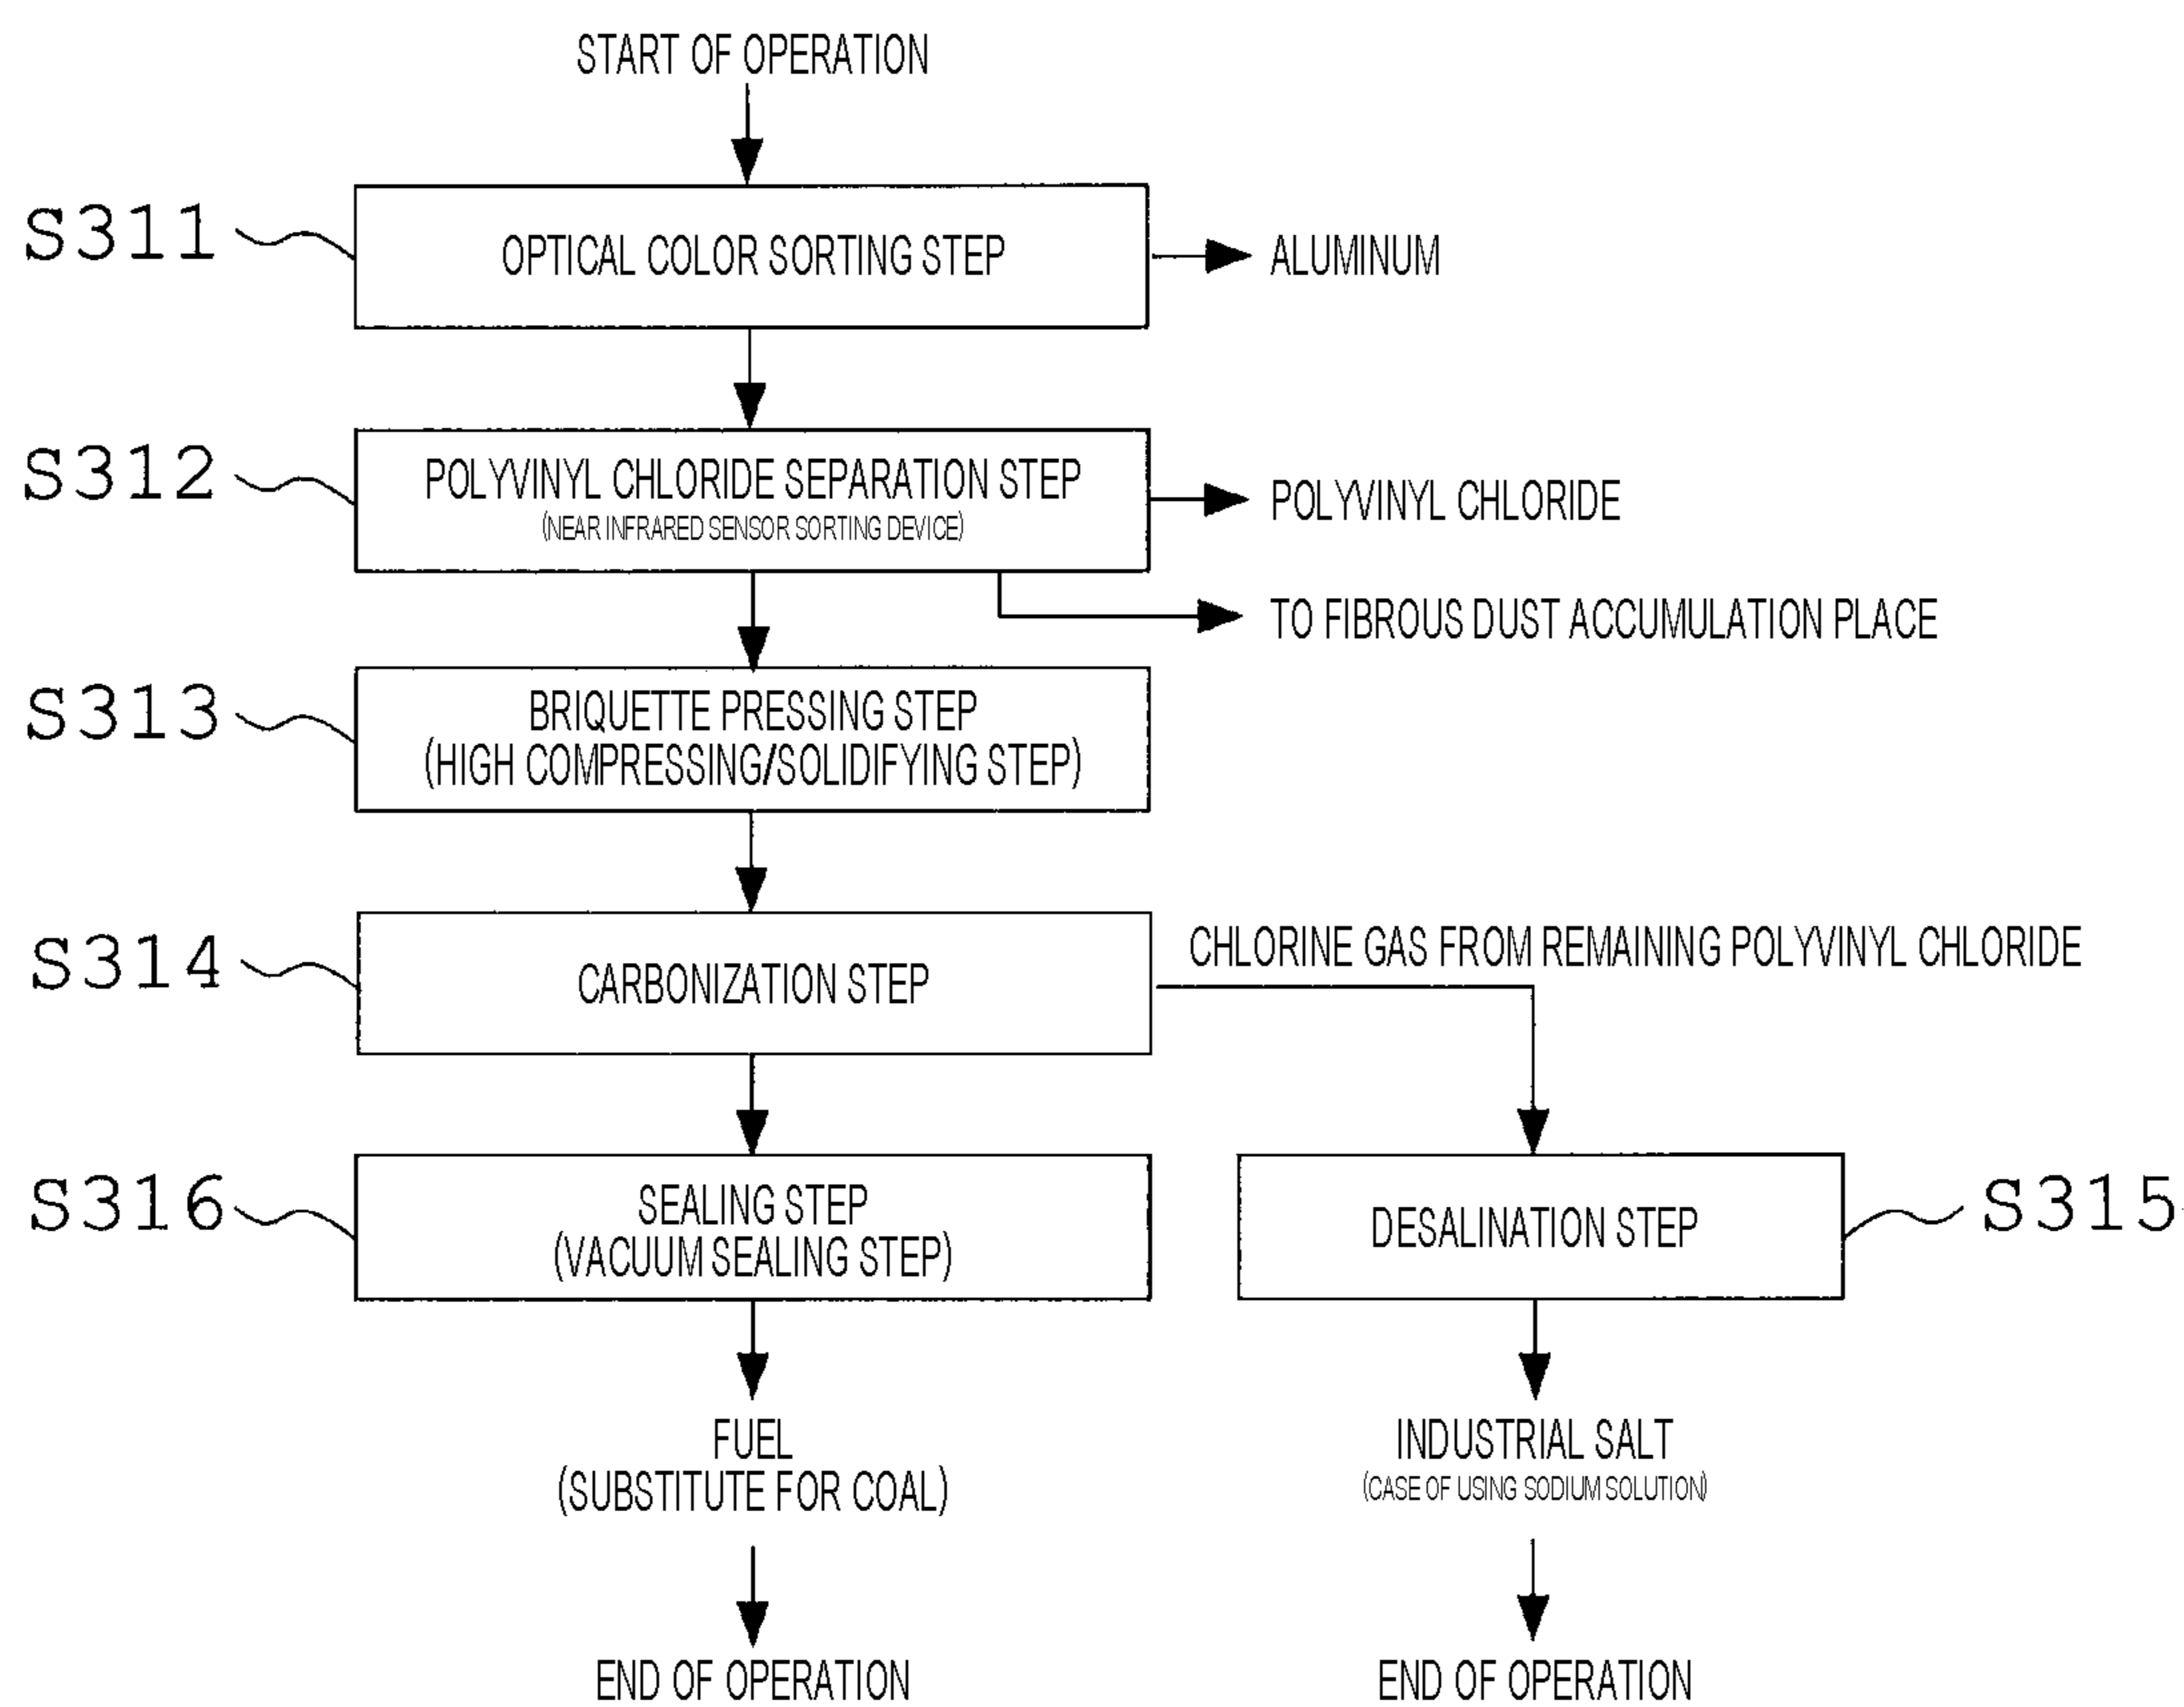 START OF OPERATION
S311
OPTICAL COLOR SORTING STEP
ALUMINUM
S312
POLYVINYL CHLORIDE SEPARATION STEP
(NEAR INFRARED SENSOR SORTING DEVICE)
POLYVINYL CHLORIDE
TO FIBROUS DUST ACCUMULATION PLACE
S313
BRIQUETTE PRESSING STEP
(HIGH COMPRESSING/SOLIDIFYING STEP)
S314
CARBONIZATION STEP
CHLORINE GAS FROM REMAINING POLYVINYL CHLORIDE
S316
SEALING STEP
(VACUUM SEALING STEP)
DESALINATION STEP
S315
FUEL
(SUBSTITUTE FOR COAL)
INDUSTRIAL SALT
(CASE OF USING SODIUM SOLUTION)
END OF OPERATION
END OF OPERATION